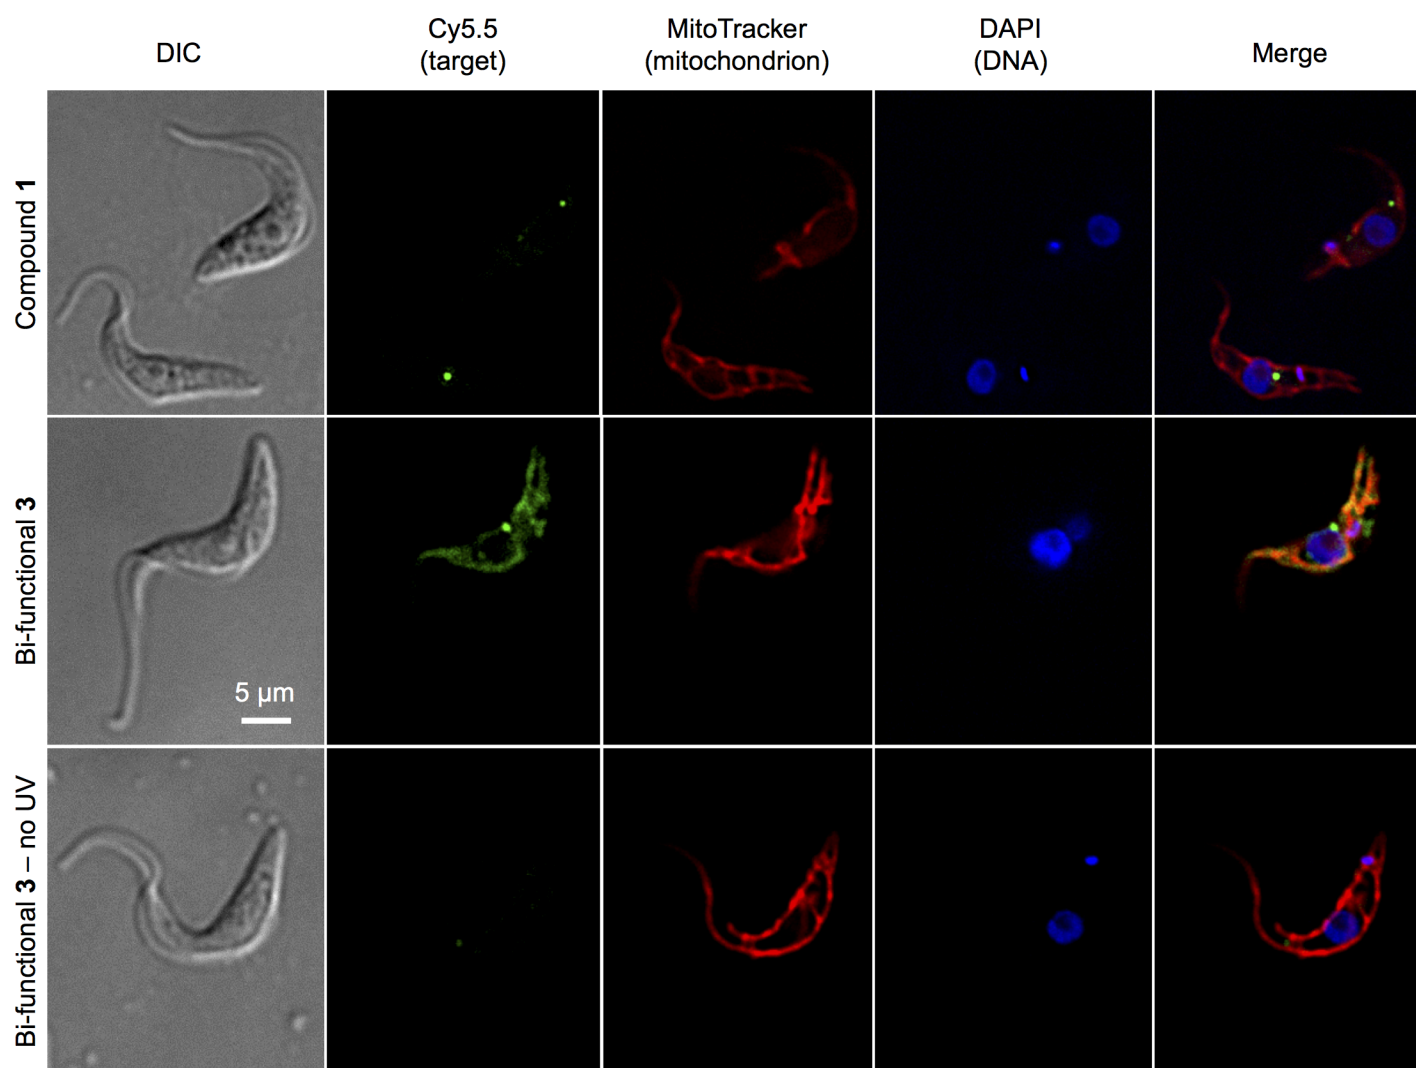 DIC
Cy5.5
(target)
MitoTracker
(mitochondrion)
DAPI
(DNA)
Merge
Compound 1
Bi-functional 3
5 µm
Bi-functional 3 – no UV